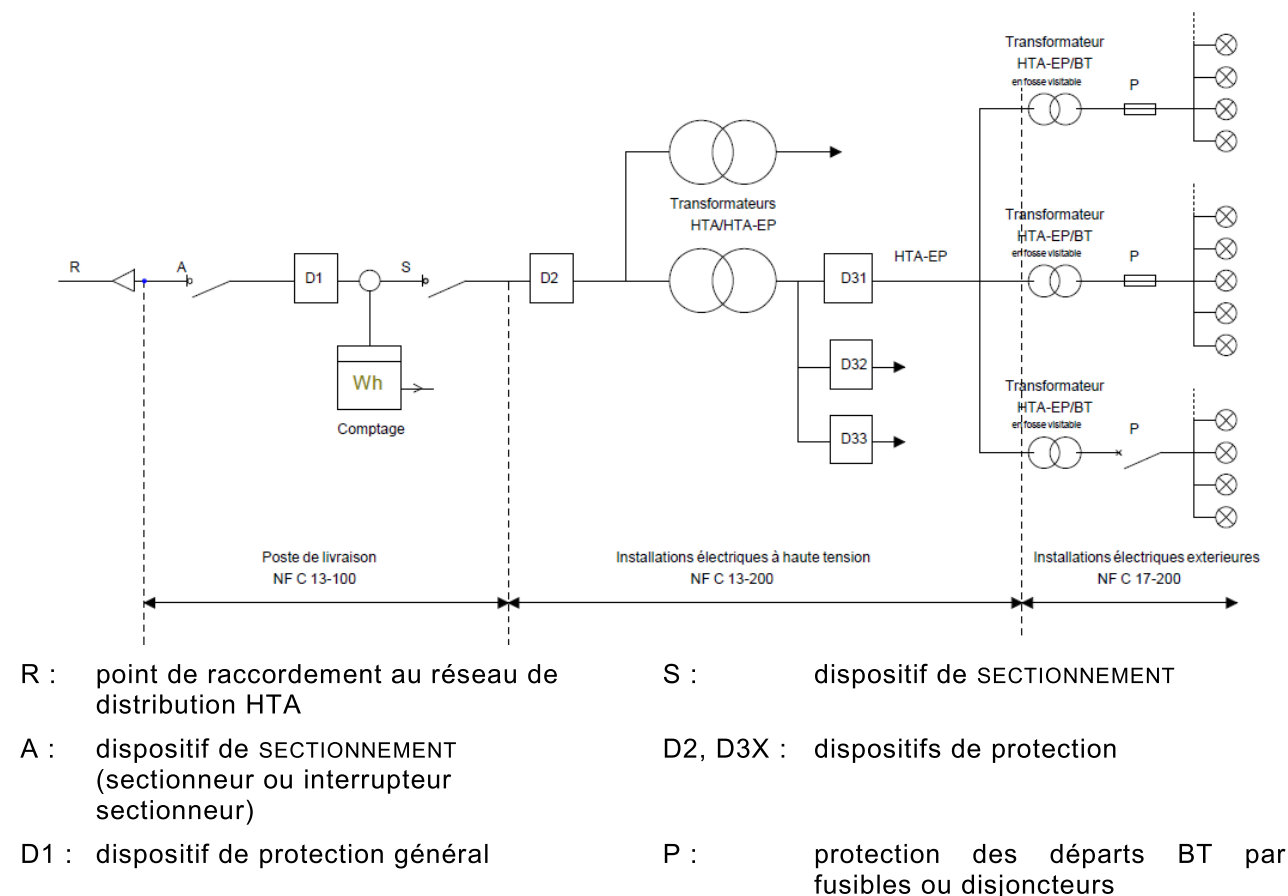 Transformateur
HTA-EP/BT
en fosse visitable
P
Transformateurs
HTA/HTA-EP
Transformateur
HTA-EP/BT
en fosse visitable
P
R
A
D1
S
D2
D31
HTA-EP
Wh
Comptage
D32
D33
Transformateur
HTA-EP/BT
en fosse visitable
P
Poste de livraison
NF C 13-100
Installations électriques à haute tension
NF C 13-200
Installations électriques exterieures
NF C 17-200
R : point de raccordement au réseau de
distribution HTA
S : dispositif de SECTIONNEMENT
A : dispositif de SECTIONNEMENT
(sectionneur ou interrupteur
sectionneur)
D2, D3X : dispositifs de protection
D1 : dispositif de protection général
P : protection des départs BT par
fusibles ou disjoncteurs